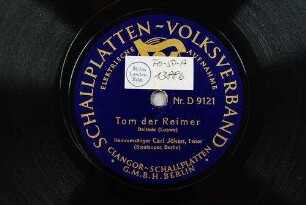 SCHALLPLATTEN-VOLKSVERBAND
ELEKTRISCHE AUFNAHME
Nr. D 9121
Tom der Reimer
Ballade (Loewe)
Kammersänger Carl Jöken, Tenor
(Staatsoper, Berlin)
CLANGOR-SCHALLPLATTEN
G.M.B.H. BERLIN